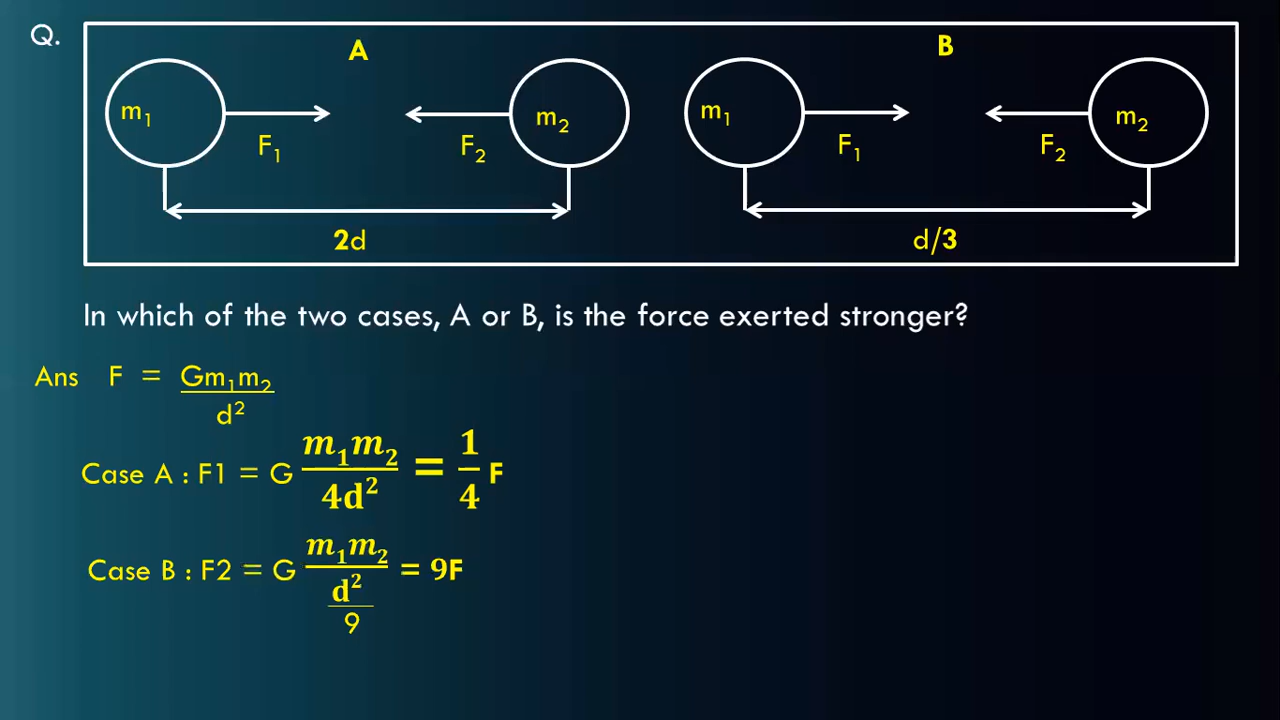 Q.
A
B
m₁
F₁
F₂
m₂
m₁
F₁
F₂
m₂
2d
d/3
In which of the two cases, A or B, is the force exerted stronger?
Ans F = Gm₁m₂
d²
Case A : F1 = G m₁m₂/4d² = 1/4 F
Case B : F2 = G m₁m₂/d²/9 = 9F